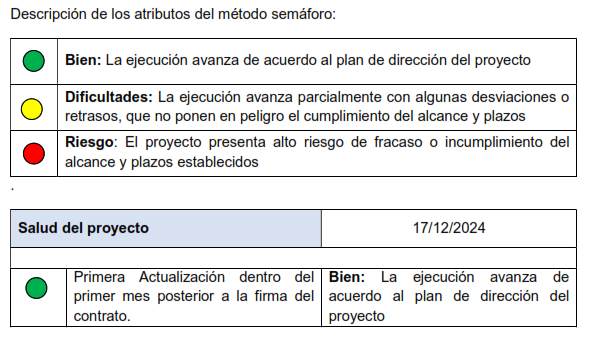 Descripción de los atributos del método semáforo:
Bien: La ejecución avanza de acuerdo al plan de dirección del proyecto
Dificultades: La ejecución avanza parcialmente con algunas desviaciones o
retrasos, que no ponen en peligro el cumplimiento del alcance y plazos
Riesgo: El proyecto presenta alto riesgo de fracaso o incumplimiento del
alcance y plazos establecidos
.
Salud del proyecto
17/12/2024
Primera Actualización dentro del
primer mes posterior a la firma del
contrato.
Bien: La ejecución avanza de
acuerdo al plan de dirección del
proyecto